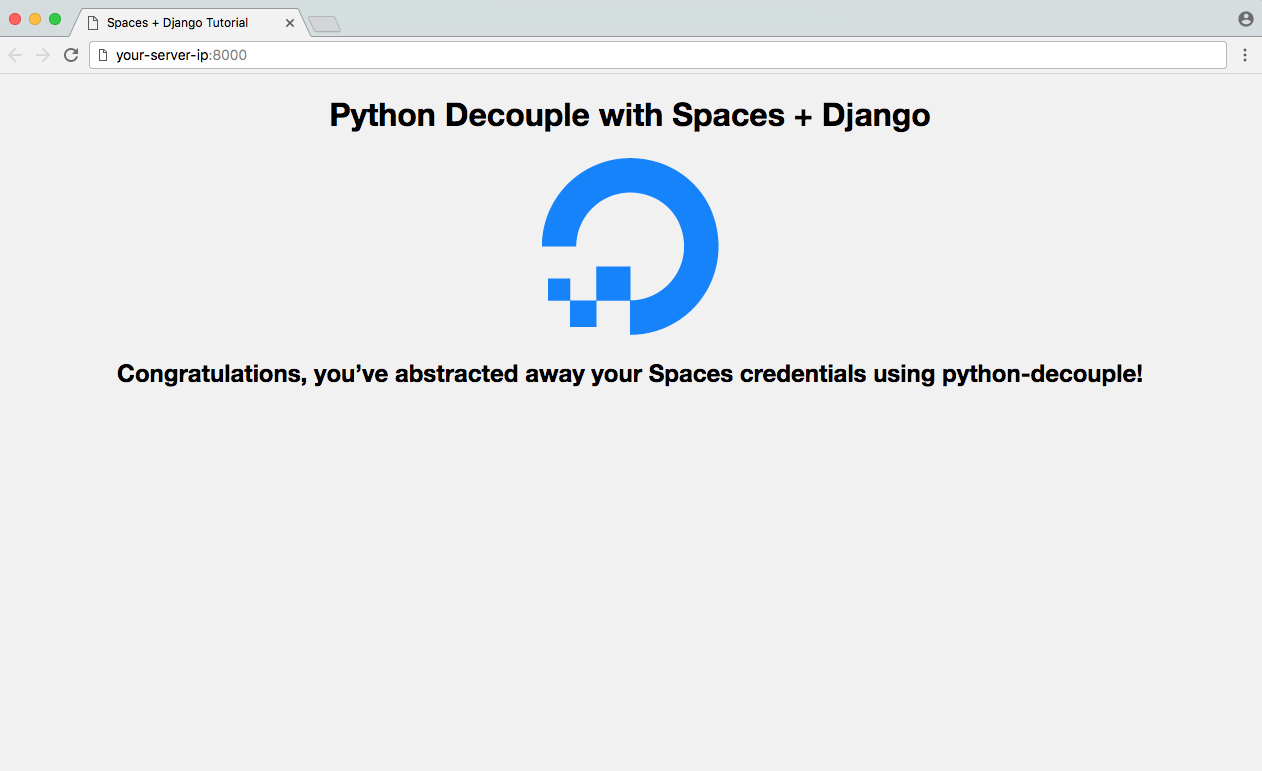 Spaces + Django Tutorial
your-server-ip:8000
Python Decouple with Spaces + Django
Congratulations, you’ve abstracted away your Spaces credentials using python-decouple!